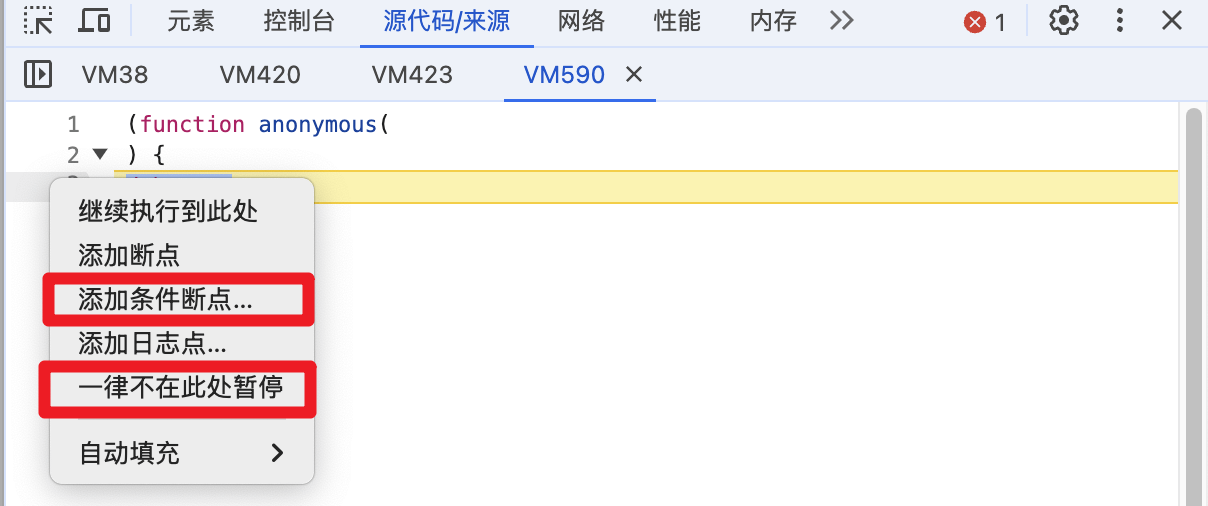 元素 控制台 源代码/来源 网络 性能 内存 1
VM38 VM420 VM423 VM590
1 (function anonymous(
2 ) {
继续执行到此处
添加断点
添加条件断点...
添加日志点...
一律不在此处暂停
自动填充